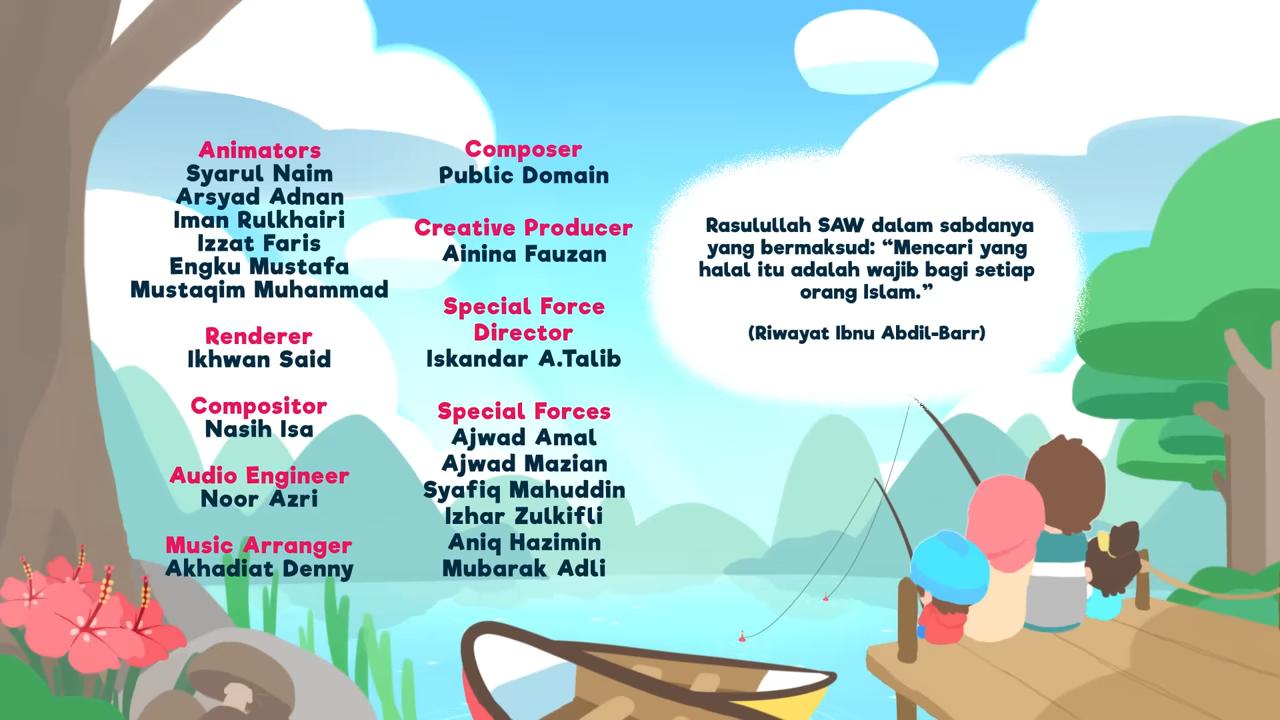 Animators
Syarul Naim
Arsyad Adnan
Iman Rulkhairi
Izzat Faris
Engku Mustafa
Mustaqim Muhammad
Renderer
Ikhwan Said
Compositor
Nasih Isa
Audio Engineer
Noor Azri
Music Arranger
Akhadiat Denny
Composer
Public Domain
Creative Producer
Ainina Fauzan
Special Force
Director
Iskandar A.Talib
Special Forces
Ajwad Amal
Ajwad Mazian
Syafiq Mahuddin
Izhar Zulkifli
Aniq Hazimin
Mubarak Adli
Rasulullah SAW dalam sabdanya
yang bermaksud: “Mencari yang
halal itu adalah wajib bagi setiap
orang Islam.”
(Riwayat Ibnu Abdil-Barr)